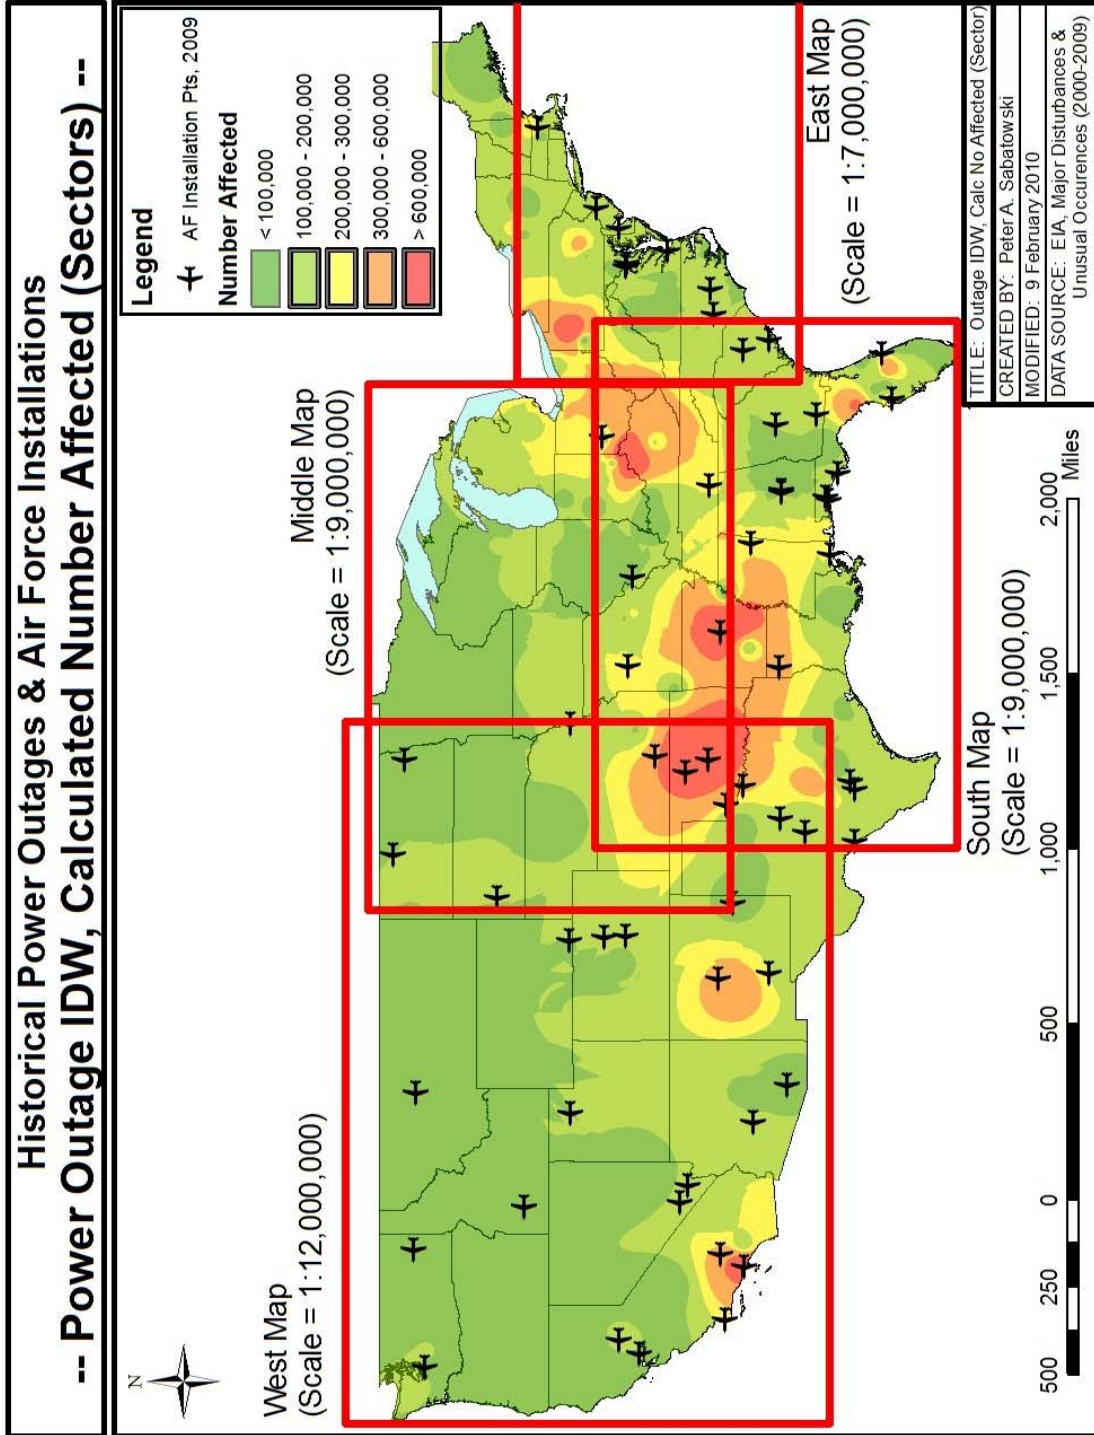 Historical Power Outages & Air Force Installations
-- Power Outage IDW, Calculated Number Affected (Sectors) --
N
West Map
(Scale = 1:12,000,000)
Middle Map
(Scale = 1:9,000,000)
Legend
AF Installation Pts, 2009
Number Affected
< 100,000
100,000 - 200,000
200,000 - 300,000
300,000 - 600,000
> 600,000
East Map
(Scale = 1:7,000,000)
South Map
(Scale = 1:9,000,000)
500 250 0 500 1,000 1,500 2,000
Miles
TITLE: Outage IDW, Calc No Affected (Sector)
CREATED BY: Peter A. Sabatowski
MODIFIED: 9 February 2010
DATA SOURCE: EIA, Major Disturbances &
Unusual Occurences (2000-2009)